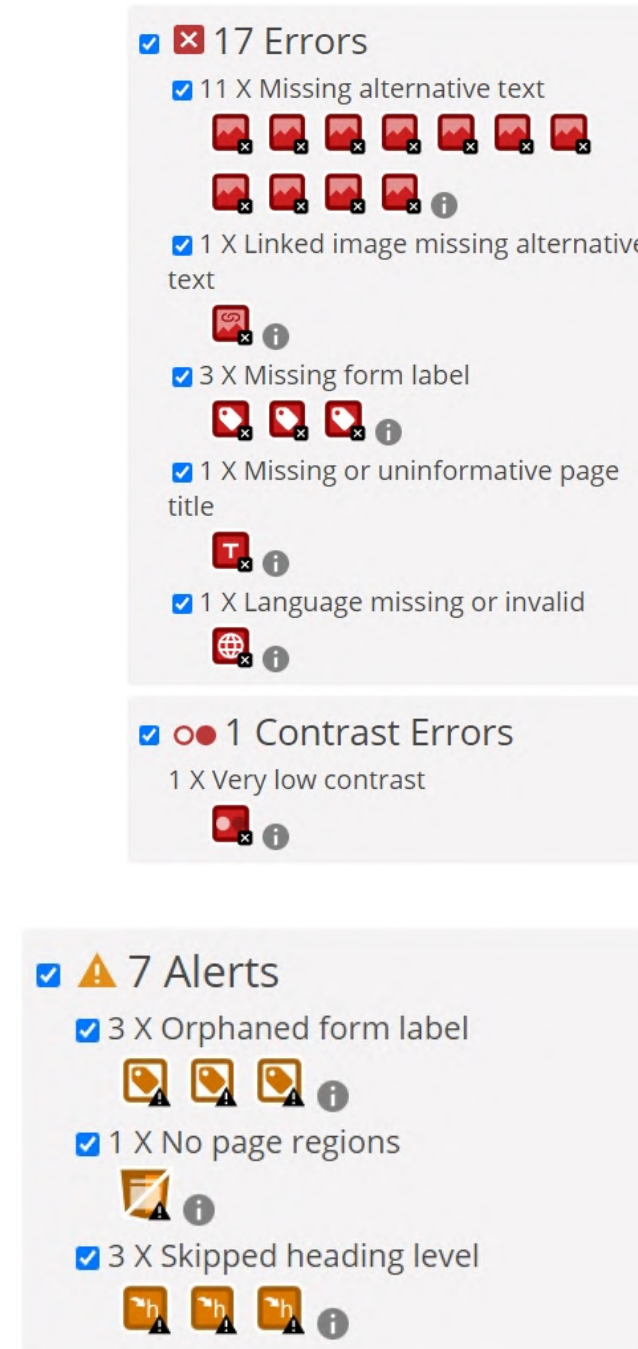 17 Errors
11 X Missing alternative text
1 X Linked image missing alternative
text
3 X Missing form label
1 X Missing or uninformative page
title
1 X Language missing or invalid
1 Contrast Errors
1 X Very low contrast
7 Alerts
3 X Orphaned form label
1 X No page regions
3 X Skipped heading level